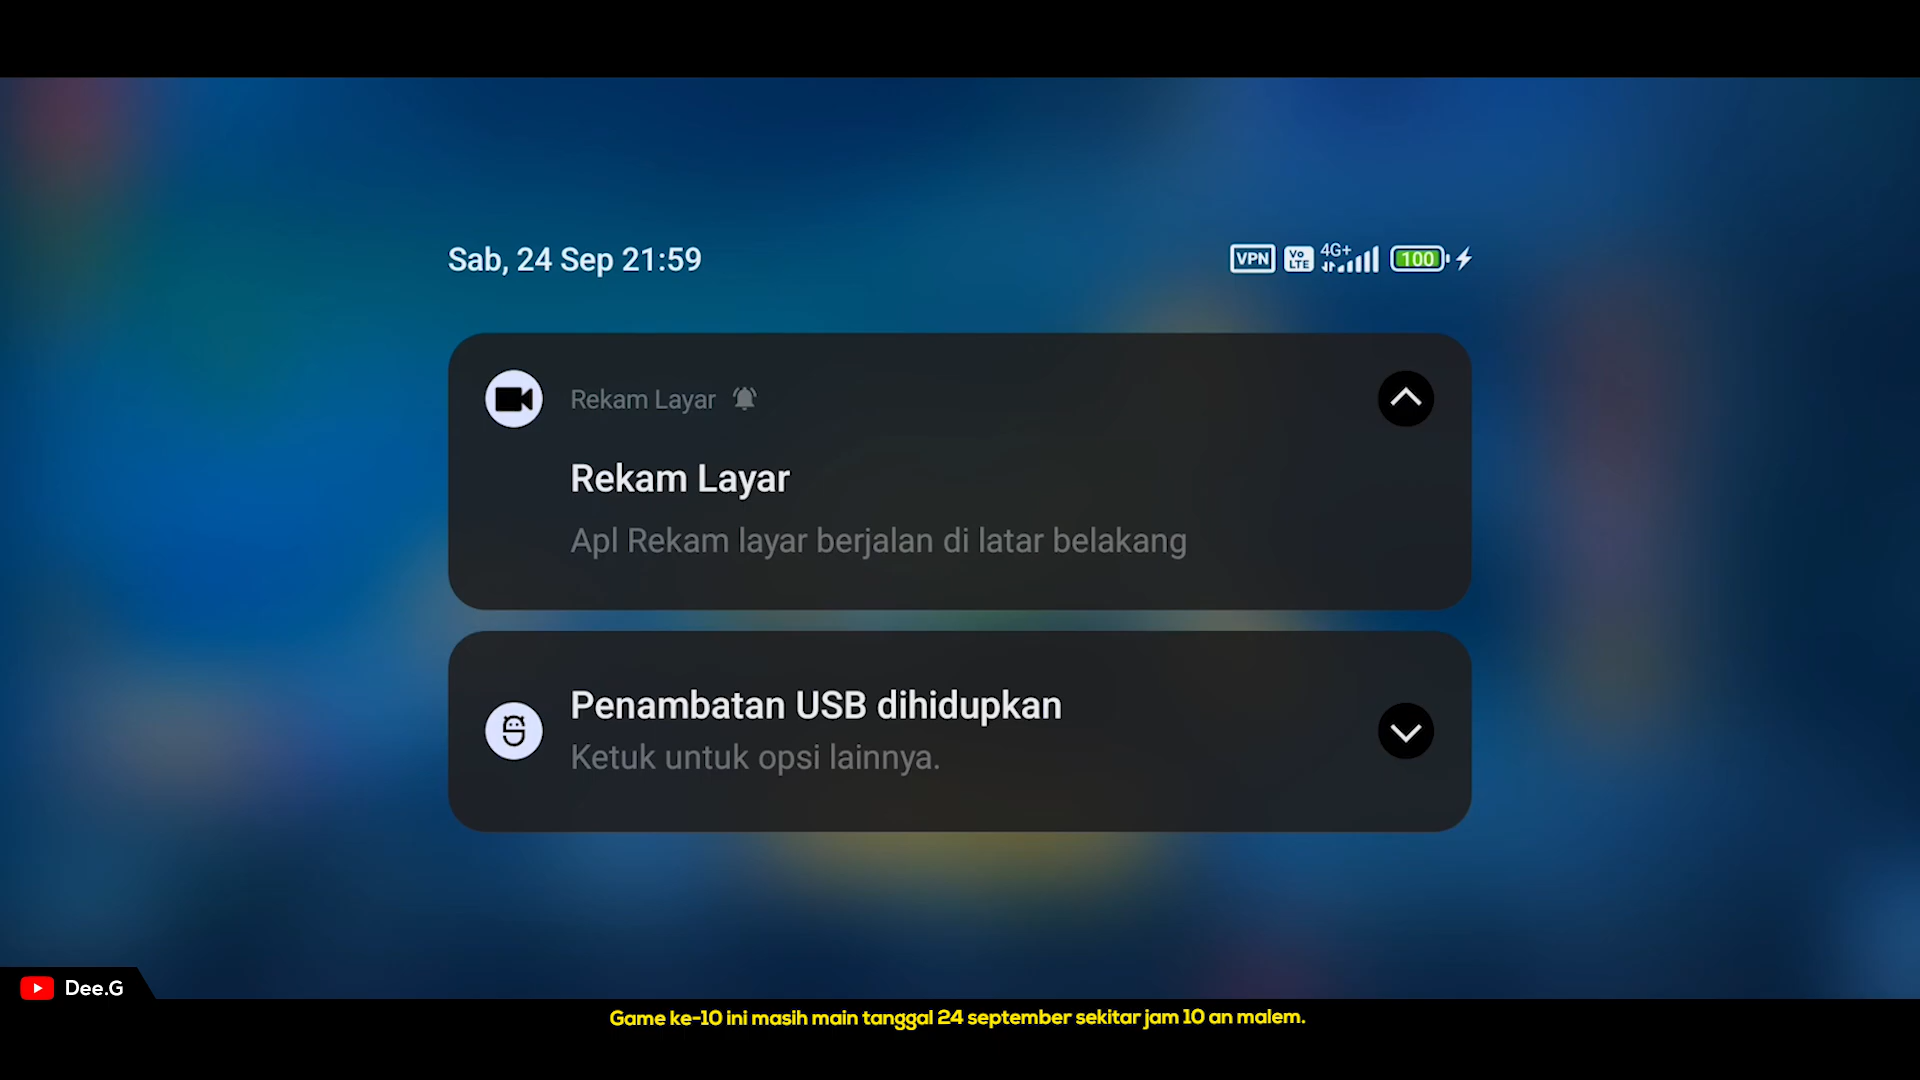 Sab, 24 Sep 21:59
VPN Vo LTE 4G+ 100
Rekam Layar
Rekam Layar
Apl Rekam layar berjalan di latar belakang
Penambatan USB dihidupkan
Ketuk untuk opsi lainnya.
Dee.G
Game ke-10 ini masih main tanggal 24 september sekitar jam 10 an malem.